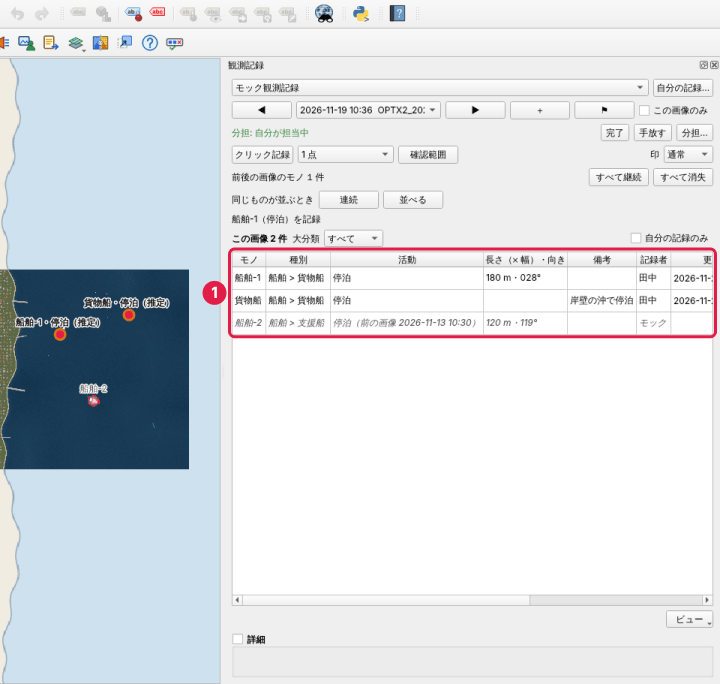 観測記録
モック観測記録 自分の記録...
2026-11-19 10:36 OPTX2_20: + この画像のみ
分担: 自分が担当中 完了 手放す 分担...
クリック記録 1点 確認範囲 印 通常
前後の画像のモノ 1 件 すべて継続 すべて消失
同じものが並ぶとき 連続 並べる
船舶-1（停泊）を記録
この画像 2 件 大分類 すべて 自分の記録のみ
モノ 種別 活動 長さ（× 幅）・向き 備考 記録者 更
船舶-1 船舶 > 貨物船 停泊 180 m・028° 田中 2026-11-
貨物船 船舶 > 貨物船 停泊 岸壁の沖で停泊 田中 2026-11-
船舶-2 船舶 > 支援船 停泊（前の画像 2026-11-13 10:30） 120 m・119° モック
1
貨物船・停泊（推定）
船舶-1・停泊（推定）
船舶-2
ビュー
詳細
abc abc abc